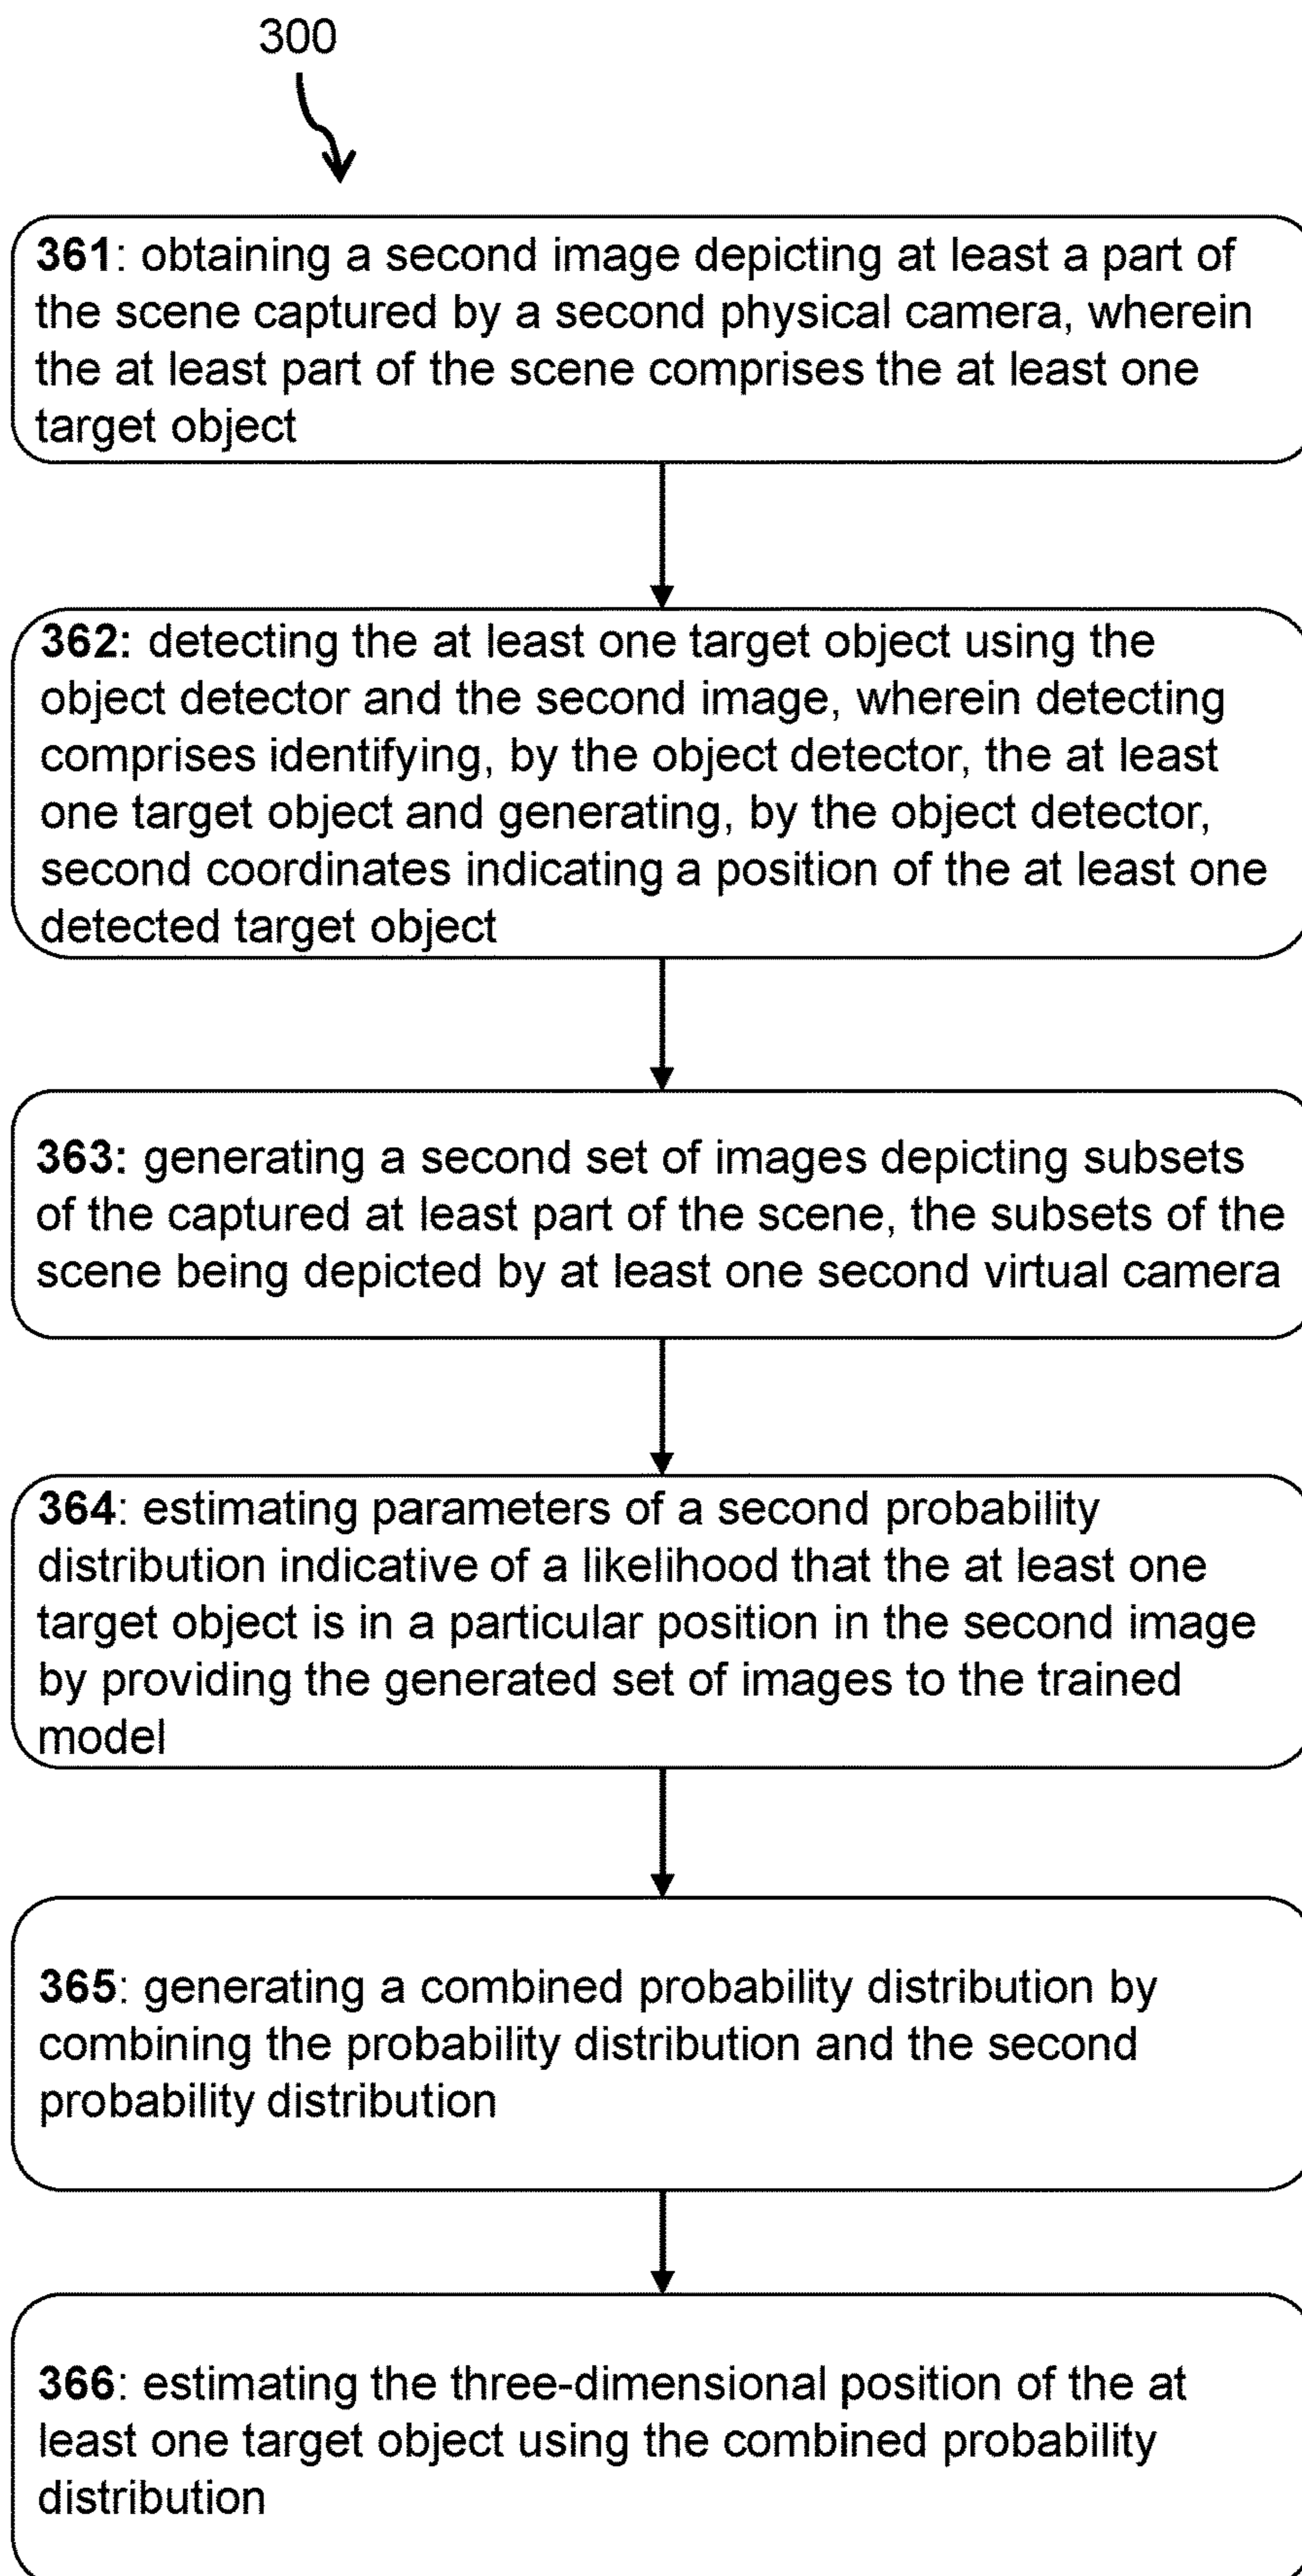 300
361: obtaining a second image depicting at least a part of
the scene captured by a second physical camera, wherein
the at least part of the scene comprises the at least one
target object
362: detecting the at least one target object using the
object detector and the second image, wherein detecting
comprises identifying, by the object detector, the at least
one target object and generating, by the object detector,
second coordinates indicating a position of the at least one
detected target object
363: generating a second set of images depicting subsets
of the captured at least part of the scene, the subsets of the
scene being depicted by at least one second virtual camera
364: estimating parameters of a second probability
distribution indicative of a likelihood that the at least one
target object is in a particular position in the second image
by providing the generated set of images to the trained
model
365: generating a combined probability distribution by
combining the probability distribution and the second
probability distribution
366: estimating the three-dimensional position of the at
least one target object using the combined probability
distribution